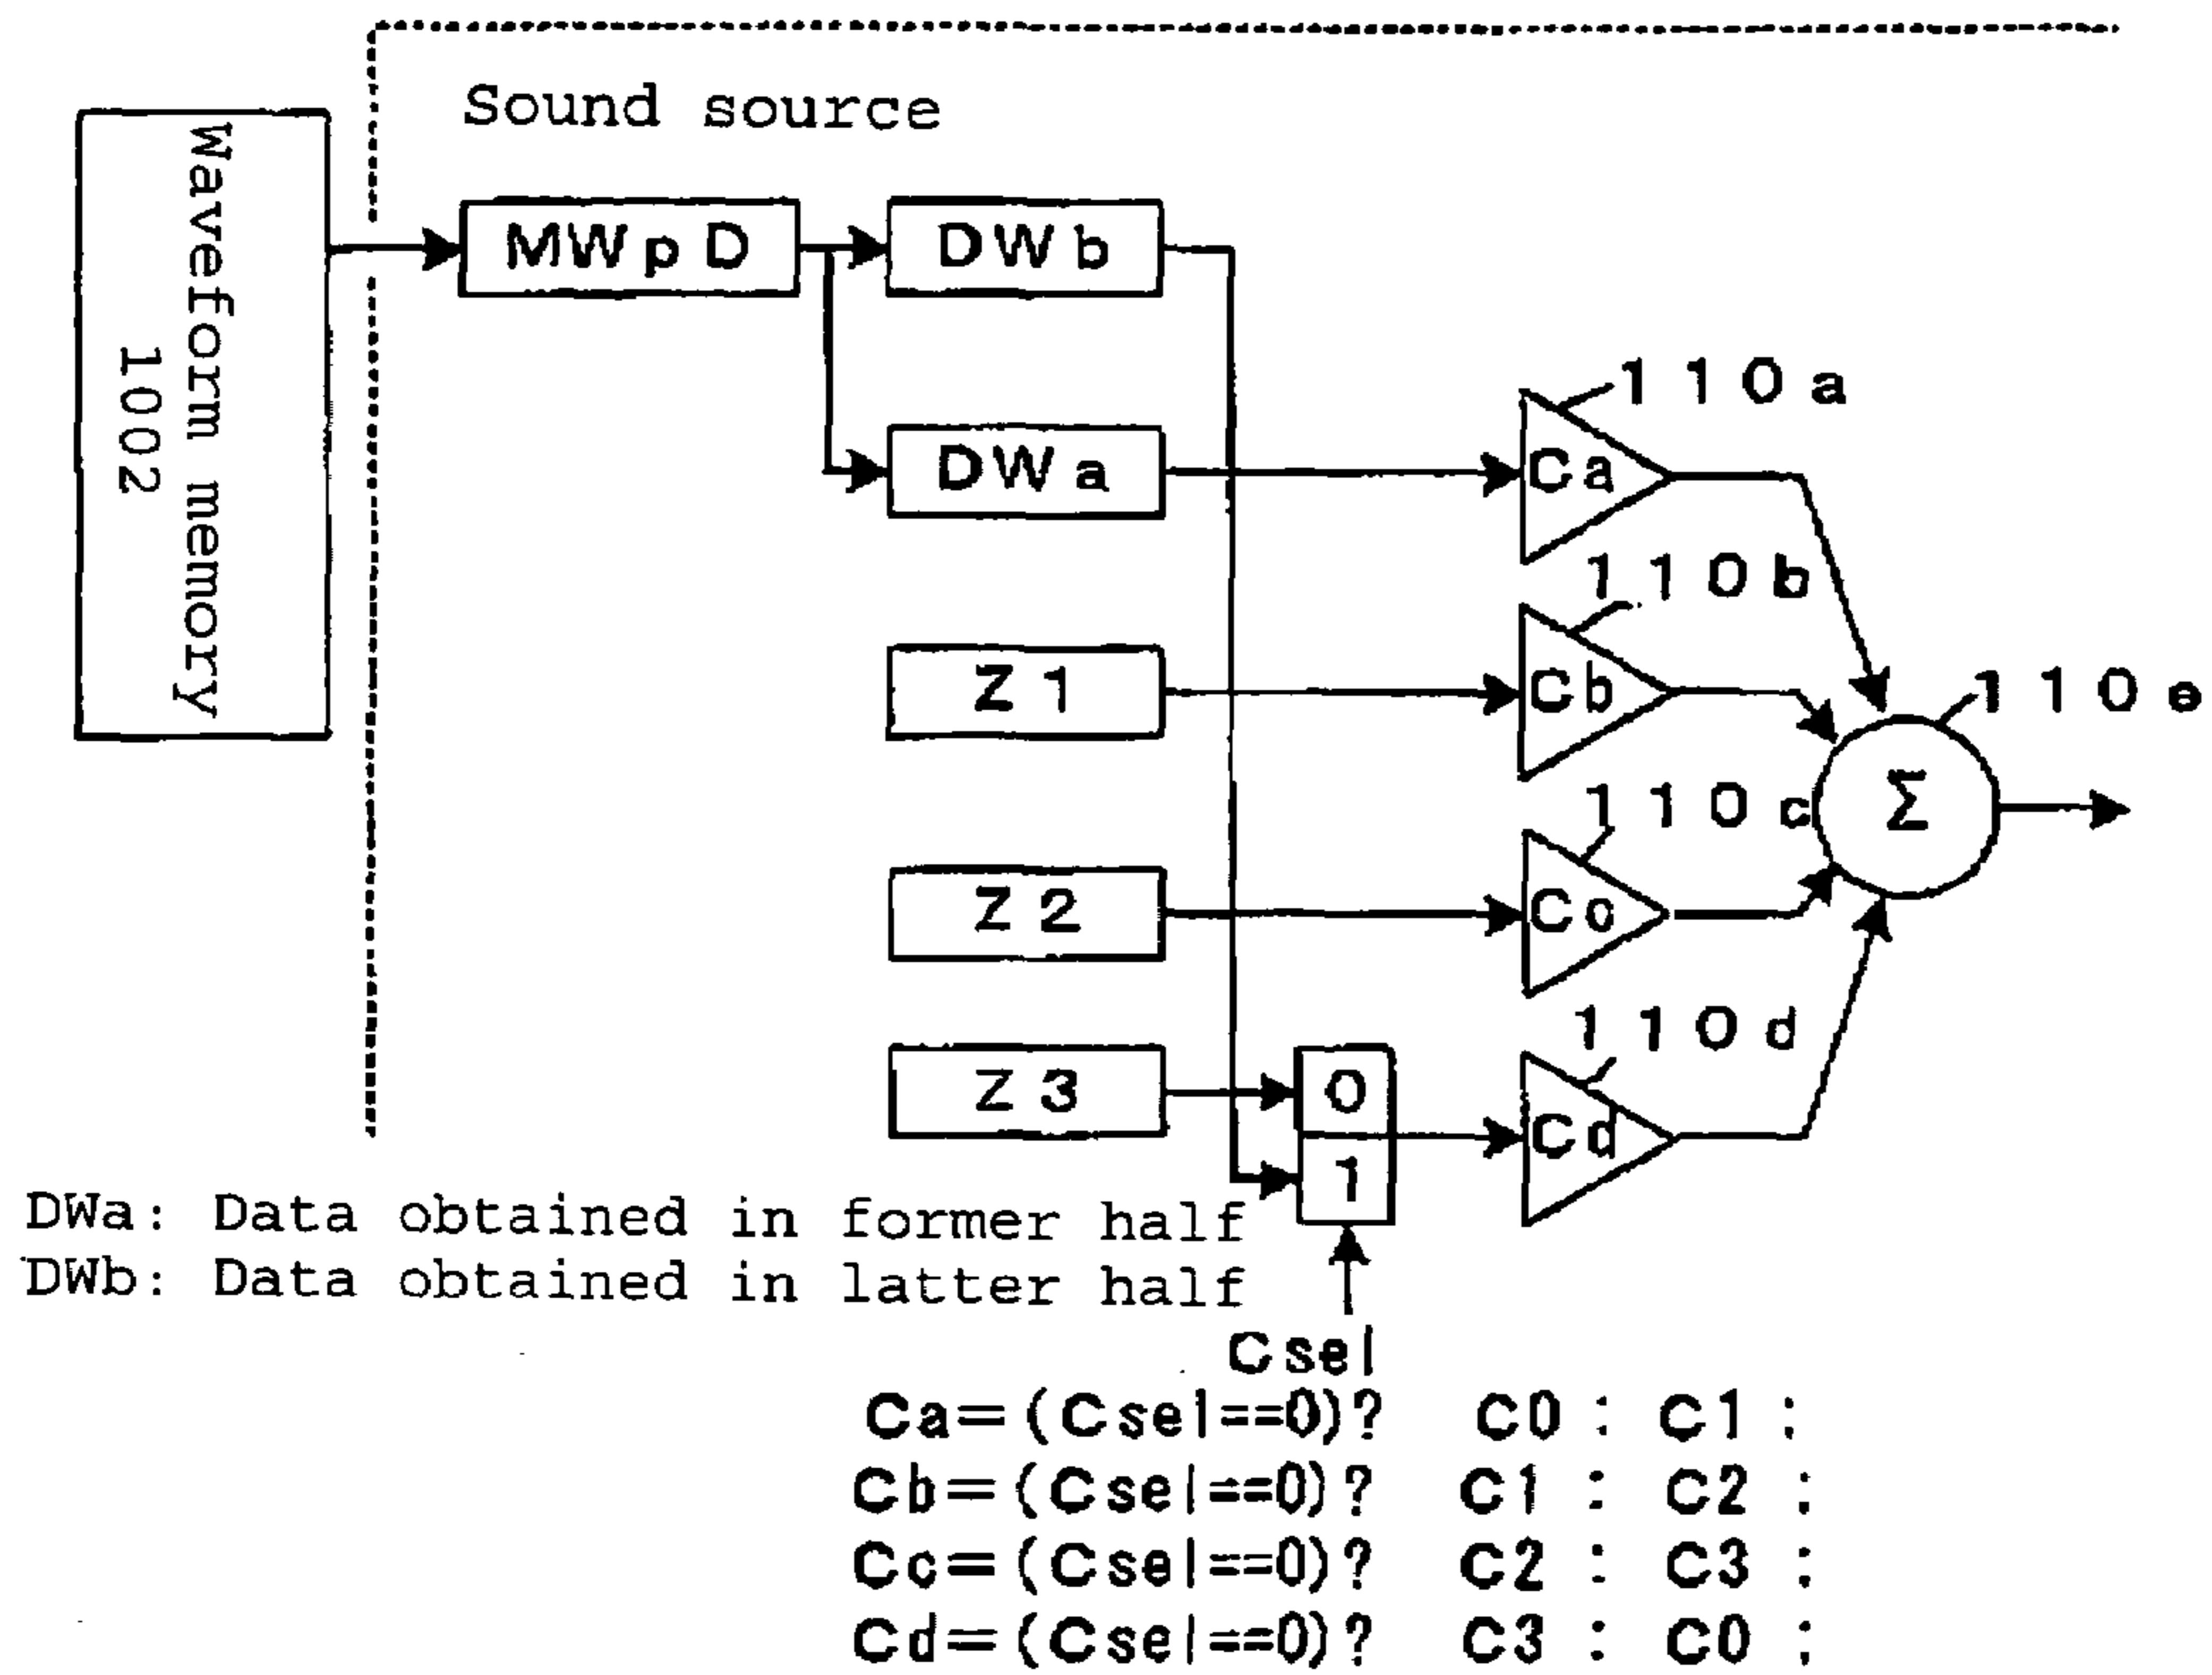 Sound source
Waveform memory
1002
MWpD
DWb
DWa
110a
Ca
110b
Z1
Cb
110e
Σ
110c
Z2
Cc
110d
Z3
0
1
Cd
DWa: Data obtained in former half
DWb: Data obtained in latter half
Csel
Ca=(Csel==0)? C0 : C1 ;
Cb=(Csel==0)? C1 : C2 ;
Cc=(Csel==0)? C2 : C3 ;
Cd=(Csel==0)? C3 : C0 ;